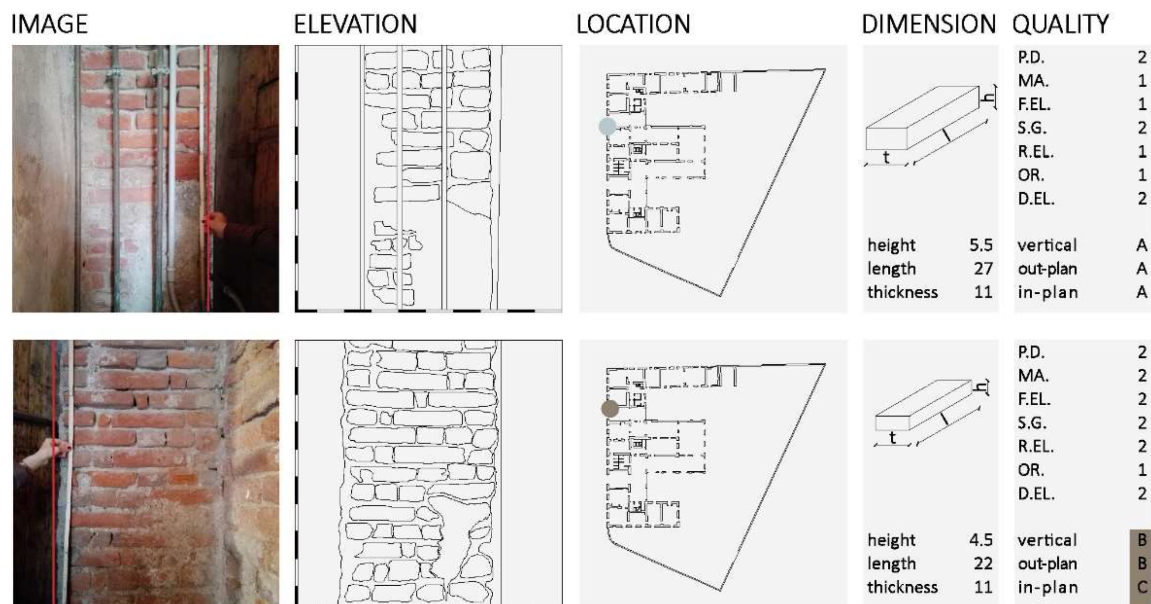 IMAGE ELEVATION LOCATION DIMENSION QUALITY
P.D. 2
MA. 1
F.EL. 1
S.G. 2
R.EL. 1
OR. 1
D.EL. 2
h
l
t
height 5.5 vertical A
length 27 out-plan A
thickness 11 in-plan A
P.D. 2
MA. 2
F.EL. 2
S.G. 2
R.EL. 2
OR. 1
D.EL. 2
h
l
t
height 4.5 vertical B
length 22 out-plan B
thickness 11 in-plan C